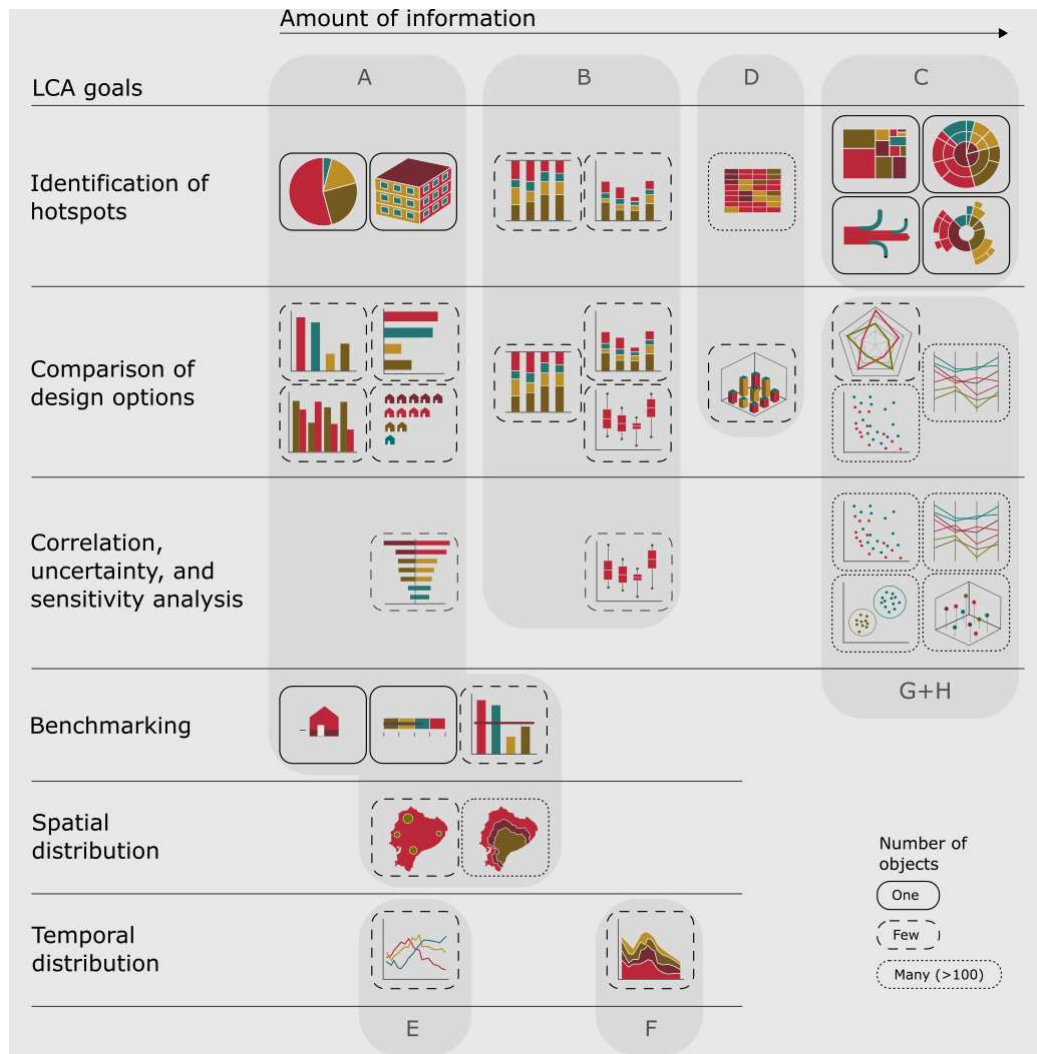 Amount of information
LCA goals
A
B
D
C
Identification of
hotspots
Comparison of
design options
Correlation,
uncertainty, and
sensitivity analysis
G+H
Benchmarking
Spatial
distribution
Number of
objects
One
Few
Many (>100)
Temporal
distribution
E
F